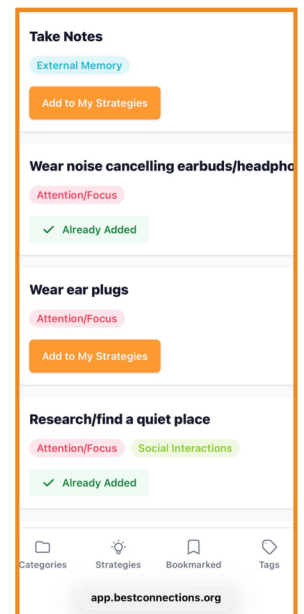 Take Notes
External Memory
Add to My Strategies
Wear noise cancelling earbuds/headpho
Attention/Focus
Already Added
Wear ear plugs
Attention/Focus
Add to My Strategies
Research/find a quiet place
Attention/Focus Social Interactions
Already Added
Categories Strategies Bookmarked Tags
app.bestconnections.org